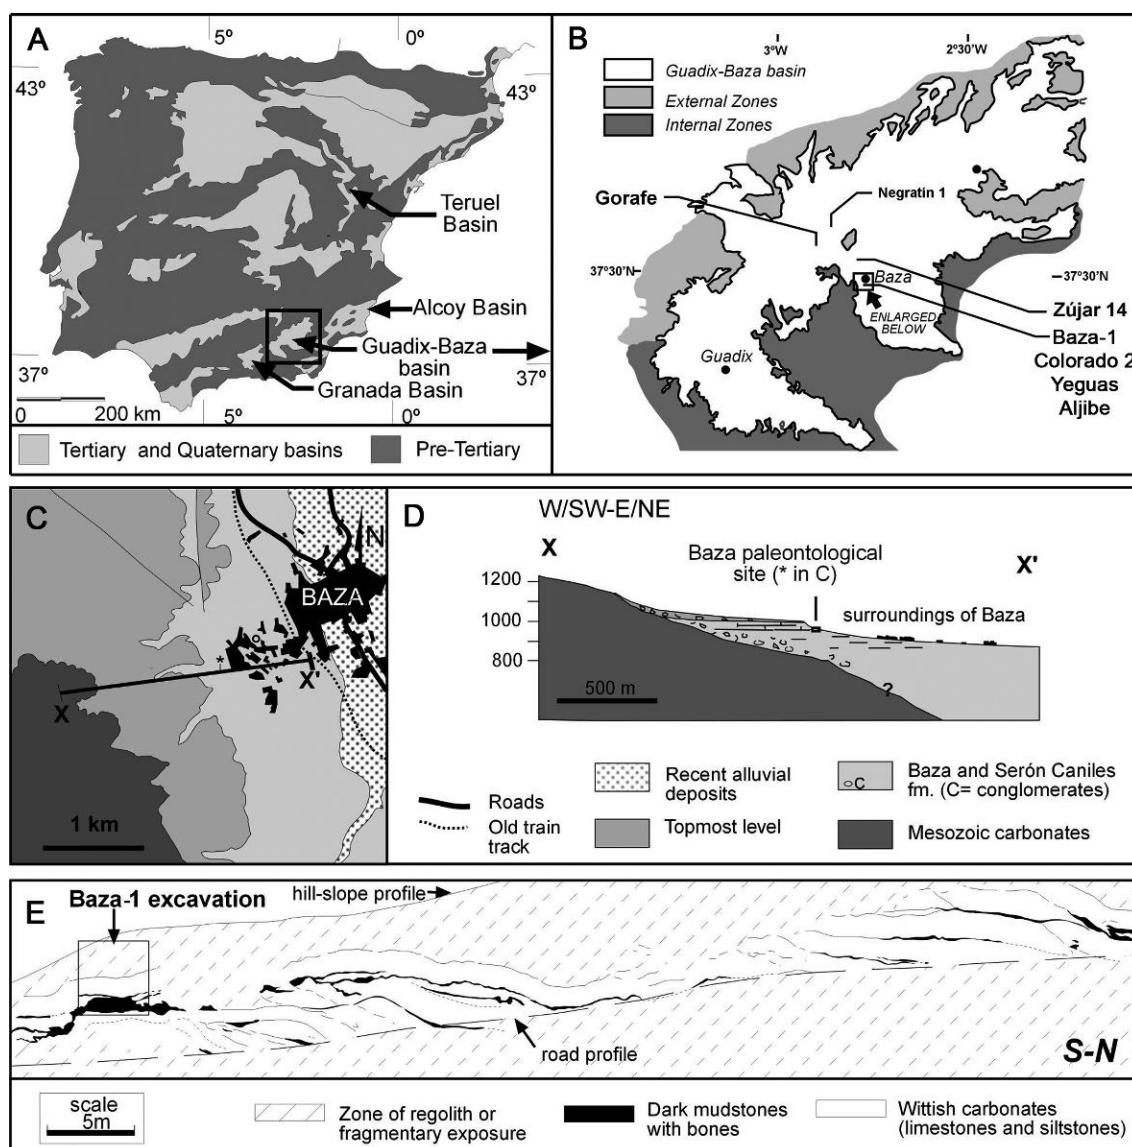 A
5º
0º
43º
43º
Teruel
Basin
Alcoy Basin
Guadix-Baza
basin
Granada Basin
37º
37º
0
200 km
5º
0º
Tertiary and Quaternary basins
Pre-Tertiary
B
3ºW
2º30'W
Guadix-Baza basin
External Zones
Internal Zones
Gorafe
Negratín 1
37º30'N
37º30'N
Baza
ENLARGED
BELOW
Zújar 14
Baza-1
Colorado 2
Yeguas
Aljibe
Guadix
C
N
BAZA
*
X
X'
1 km
D
W/SW-E/NE
X
X'
Baza paleontological
site (* in C)
surroundings of Baza
1200
1000
800
500 m
?
Roads
Old train
track
Recent alluvial
deposits
Topmost level
C
Baza and Serón Caniles
fm. (C= conglomerates)
Mesozoic carbonates
E
Baza-1 excavation
hill-slope profile
road profile
S-N
scale
5m
Zone of regolith or
fragmentary exposure
Dark mudstones
with bones
Wittish carbonates
(limestones and siltstones)